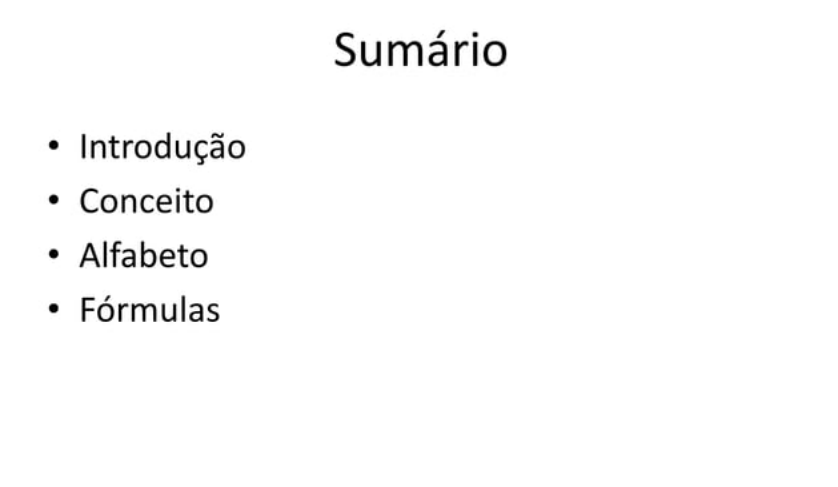 Sumário
• Introdução
• Conceito
• Alfabeto
• Fórmulas